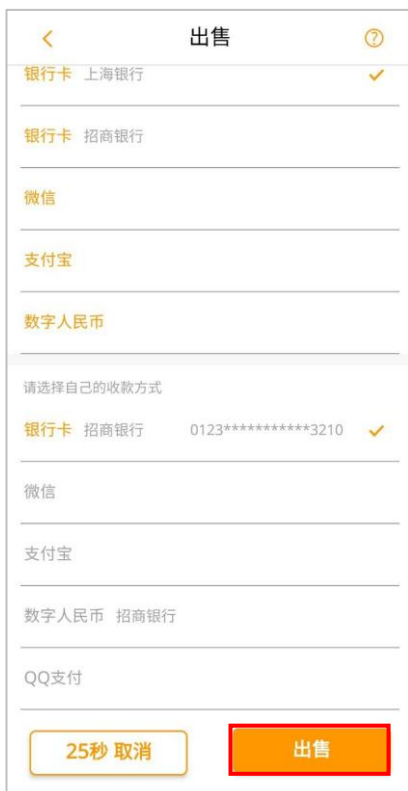 出售
银行卡 上海银行
银行卡 招商银行
微信
支付宝
数字人民币
请选择自己的收款方式
银行卡 招商银行 0123***********3210
微信
支付宝
数字人民币 招商银行
QQ支付
25秒 取消 出售